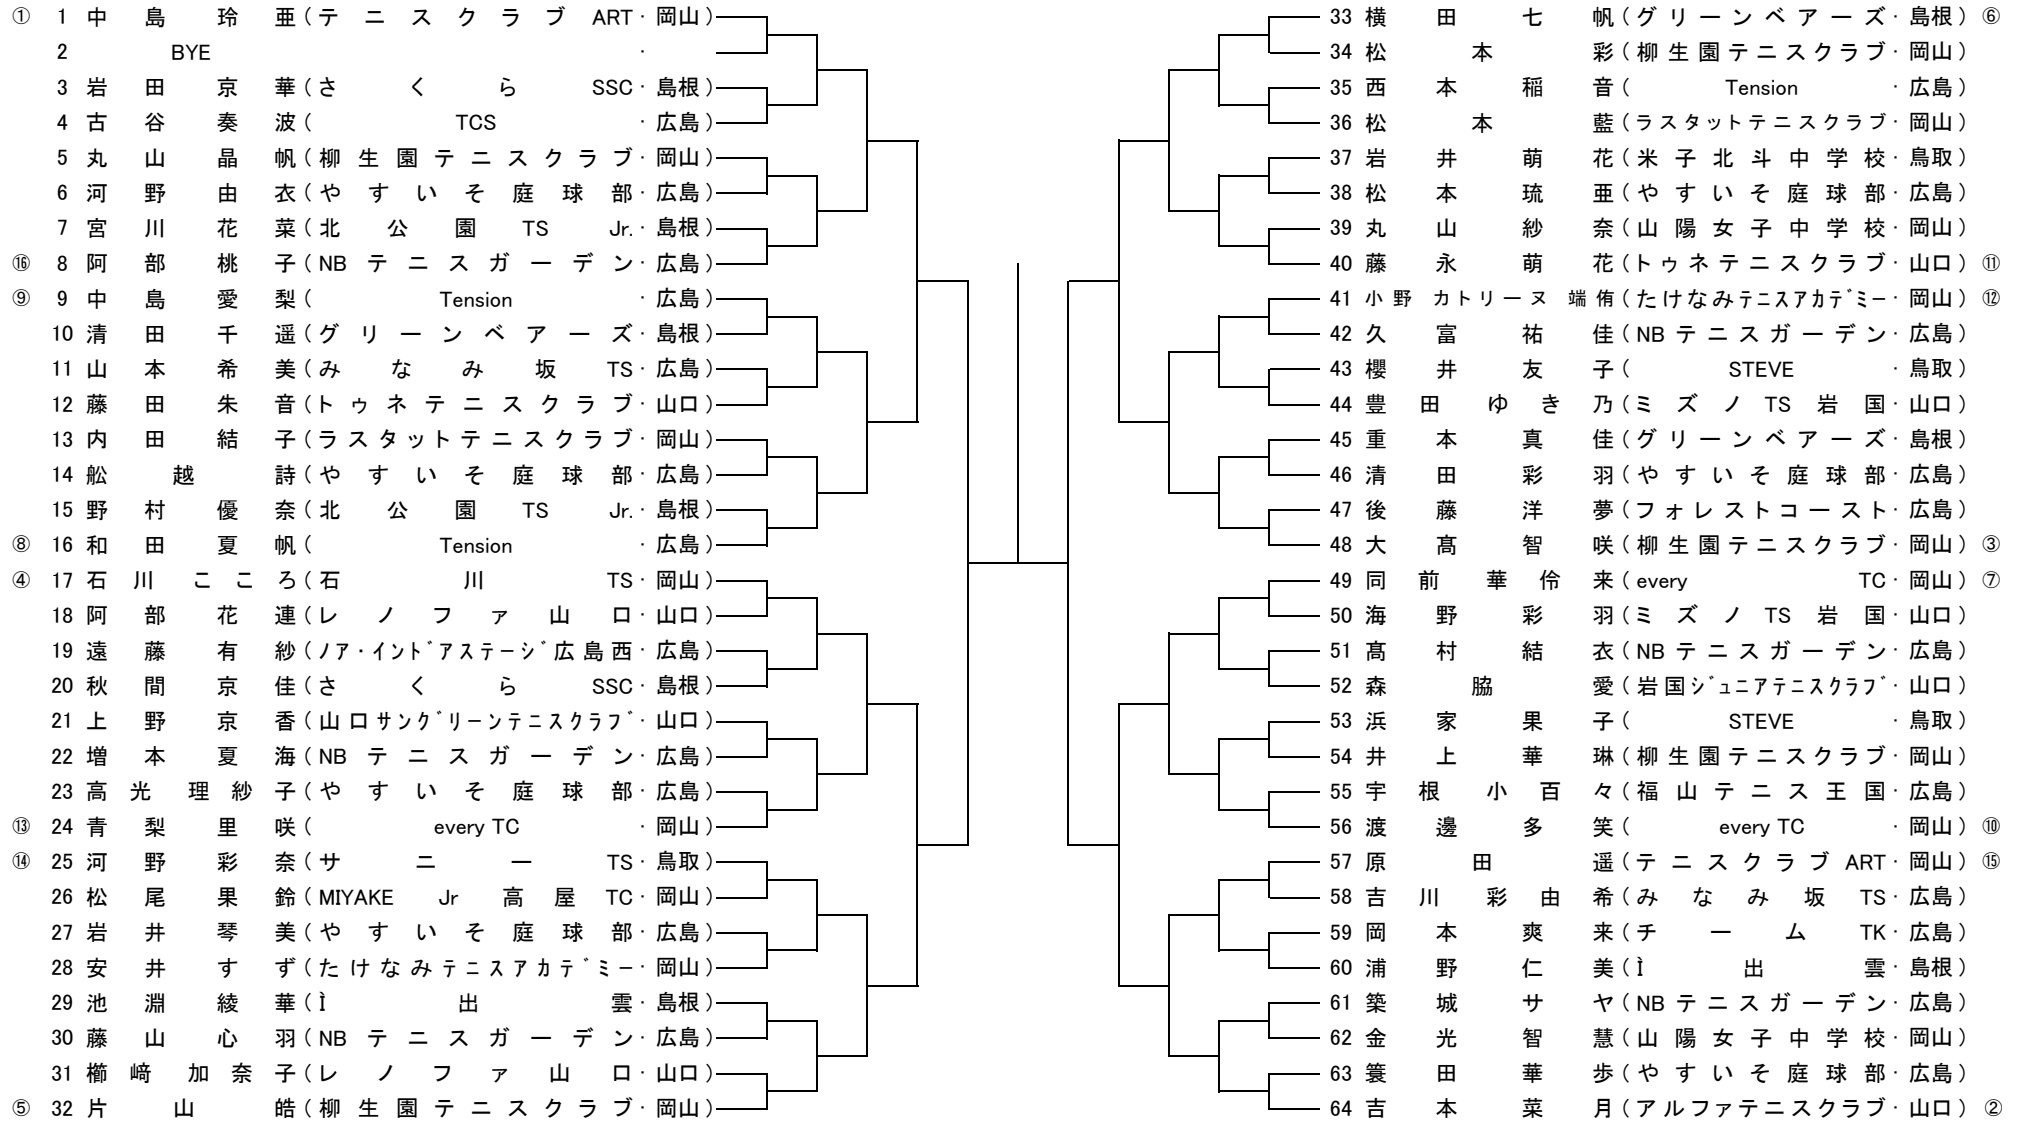 ① 1 中島玲亜(テニスクラブ ART・岡山)
2 BYE ・
3 岩田京華(さくら SSC・島根)
4 古谷奏波(TCS・広島)
5 丸山晶帆(柳生園テニスクラブ・岡山)
6 河野由衣(やすいそ庭球部・広島)
7 宮川花菜(北公園 TS Jr.・島根)
⑯ 8 阿部桃子(NB テニスガーデン・広島)
⑨ 9 中島愛梨(Tension・広島)
10 清田千遥(グリーンベアーズ・島根)
11 山本希美(みなみ坂 TS・広島)
12 藤田朱音(トゥネテニスクラブ・山口)
13 内田結子(ラスタットテニスクラブ・岡山)
14 舩越詩(やすいそ庭球部・広島)
15 野村優奈(北公園 TS Jr.・島根)
⑧ 16 和田夏帆(Tension・広島)
④ 17 石川こころ(石川 TS・岡山)
18 阿部花連(レノファ山口・山口)
19 遠藤有紗(ノア・インドアステージ広島西・広島)
20 秋間京佳(さくら SSC・島根)
21 上野京香(山口サングリーンテニスクラブ・山口)
22 増本夏海(NB テニスガーデン・広島)
23 高光理紗子(やすいそ庭球部・広島)
⑬ 24 青梨里咲(every TC・岡山)
⑭ 25 河野彩奈(サニー TS・鳥取)
26 松尾果鈴(MIYAKE Jr 高屋 TC・岡山)
27 岩井琴美(やすいそ庭球部・広島)
28 安井すず(たけなみテニスアカデミー・岡山)
29 池淵綾華(Ì出雲・島根)
30 藤山心羽(NB テニスガーデン・広島)
31 櫛﨑加奈子(レノファ山口・山口)
⑤ 32 片山皓(柳生園テニスクラブ・岡山)
33 横田七帆(グリーンベアーズ・島根) ⑥
34 松本彩(柳生園テニスクラブ・岡山)
35 西本稲音(Tension・広島)
36 松本藍(ラスタットテニスクラブ・岡山)
37 岩井萌花(米子北斗中学校・鳥取)
38 松本琉亜(やすいそ庭球部・広島)
39 丸山紗奈(山陽女子中学校・岡山)
40 藤永萌花(トゥネテニスクラブ・山口) ⑪
41 小野カトリーヌ端侑(たけなみテニスアカデミー・岡山) ⑫
42 久富祐佳(NB テニスガーデン・広島)
43 櫻井友子(STEVE・鳥取)
44 豊田ゆき乃(ミズノ TS 岩国・山口)
45 重本真佳(グリーンベアーズ・島根)
46 清田彩羽(やすいそ庭球部・広島)
47 後藤洋夢(フォレストコースト・広島)
48 大髙智咲(柳生園テニスクラブ・岡山) ③
49 同前華伶来(every TC・岡山) ⑦
50 海野彩羽(ミズノ TS 岩国・山口)
51 髙村結衣(NB テニスガーデン・広島)
52 森脇愛(岩国ジュニアテニスクラブ・山口)
53 浜家果子(STEVE・鳥取)
54 井上華琳(柳生園テニスクラブ・岡山)
55 宇根小百々(福山テニス王国・広島)
56 渡邊多笑(every TC・岡山) ⑩
57 原田遥(テニスクラブ ART・岡山) ⑮
58 吉川彩由希(みなみ坂 TS・広島)
59 岡本爽来(チーム TK・広島)
60 浦野仁美(Ì出雲・島根)
61 築城サヤ(NB テニスガーデン・広島)
62 金光智慧(山陽女子中学校・岡山)
63 簑田華歩(やすいそ庭球部・広島)
64 吉本菜月(アルファテニスクラブ・山口) ②